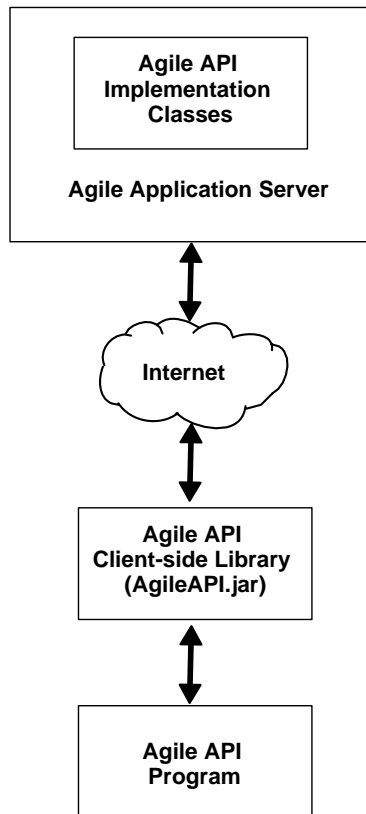 Agile API
Implementation
Classes
Agile Application Server
Internet
Agile API
Client-side Library
(AgileAPI.jar)
Agile API
Program